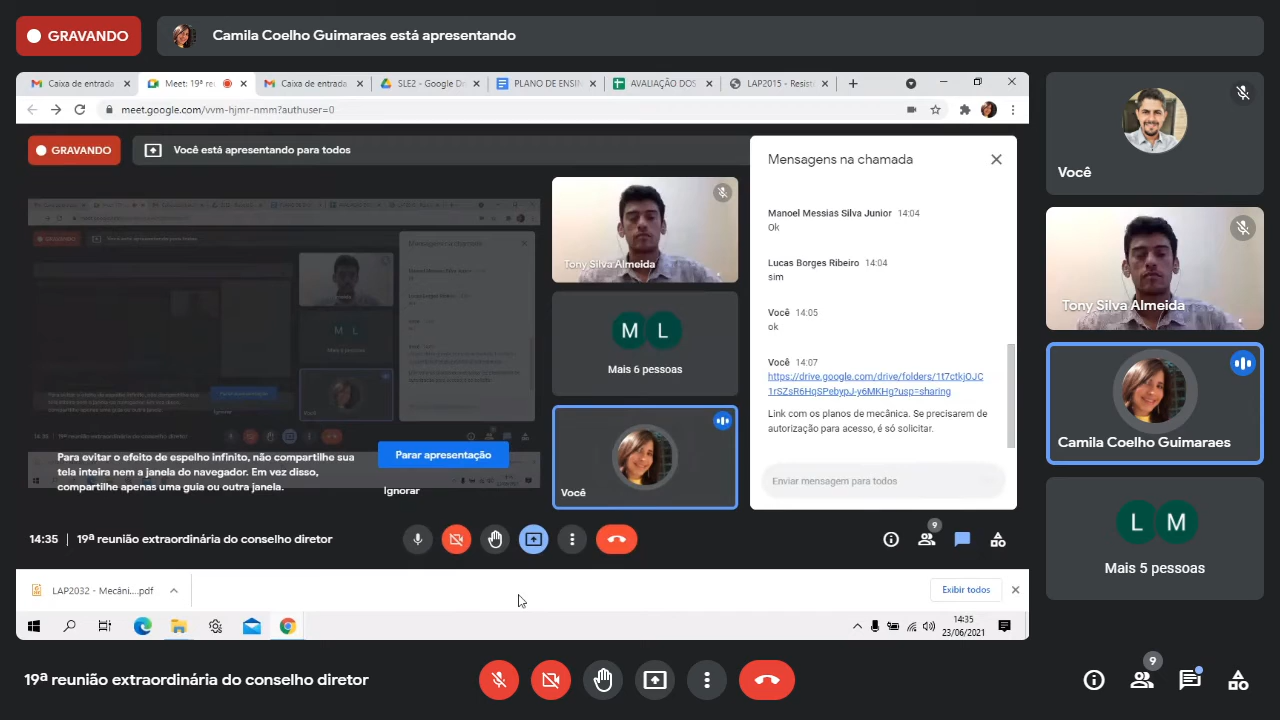 GRAVANDO
Camila Coelho Guimaraes está apresentando
Caixa de entrada
Meet: 19ª reu
Caixa de entrada
SLE2 - Google Dr
PLANO DE ENSIN
AVALIAÇÃO DOS
LAP2015 - Resist
meet.google.com/vvm-hjmr-nmm?authuser=0
GRAVANDO
Você está apresentando para todos
Mensagens na chamada
Manoel Messias Silva Junior 14:04
Ok
Lucas Borges Ribeiro 14:04
sim
Você 14:05
ok
Você 14:07
https://drive.google.com/drive/folders/1t7ctkjOJC
1rSZsR6HqSPebypJ-y6MKHg?usp=sharing
Link com os planos de mecânica. Se precisarem de
autorização para acesso, é só solicitar.
Enviar mensagem para todos
Tony Silva Almeida
M L
Mais 6 pessoas
Você
Para evitar o efeito de espelho infinito, não compartilhe sua
tela inteira nem a janela do navegador. Em vez disso,
compartilhe apenas uma guia ou outra janela.
Parar apresentação
Ignorar
14:35 | 19ª reunião extraordinária do conselho diretor
9
LAP2032 - Mecâni....pdf
Exibir todos
14:35
23/06/2021
Você
Tony Silva Almeida
Camila Coelho Guimaraes
L M
Mais 5 pessoas
19ª reunião extraordinária do conselho diretor
9